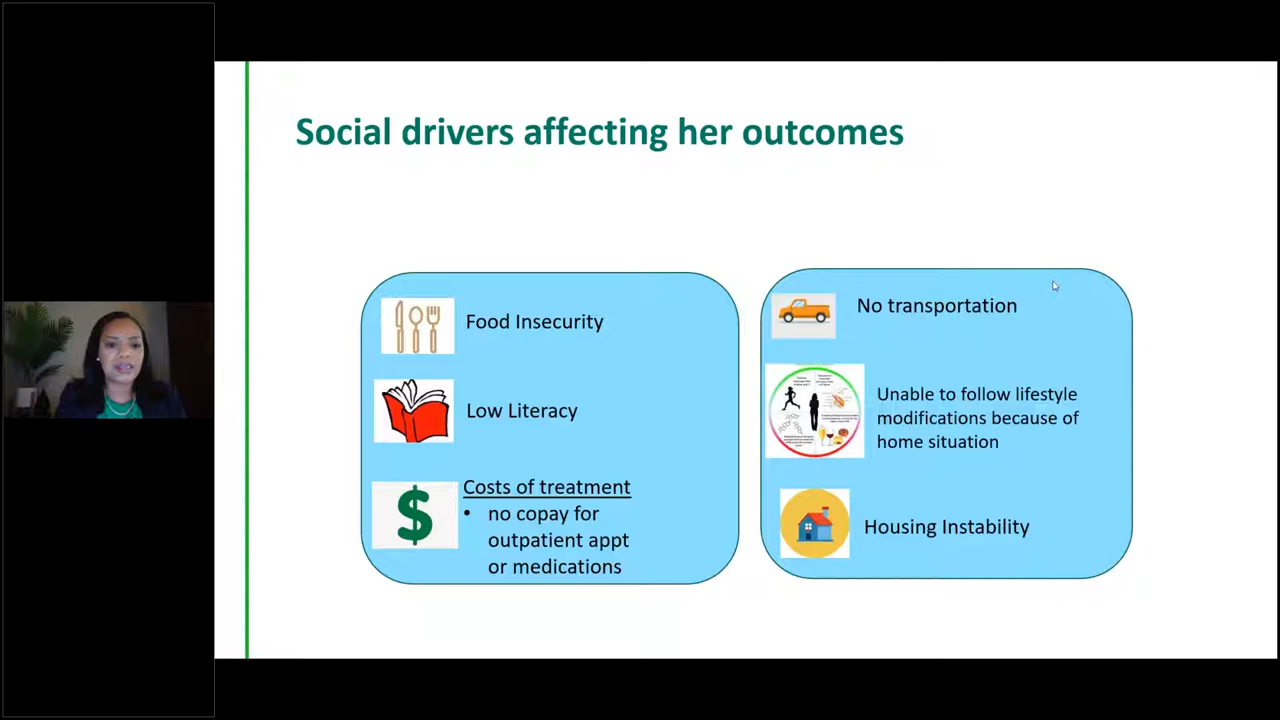 Social drivers affecting her outcomes
Food Insecurity
Low Literacy
Costs of treatment
• no copay for
outpatient appt
or medications
No transportation
Unable to follow lifestyle
modifications because of
home situation
Housing Instability